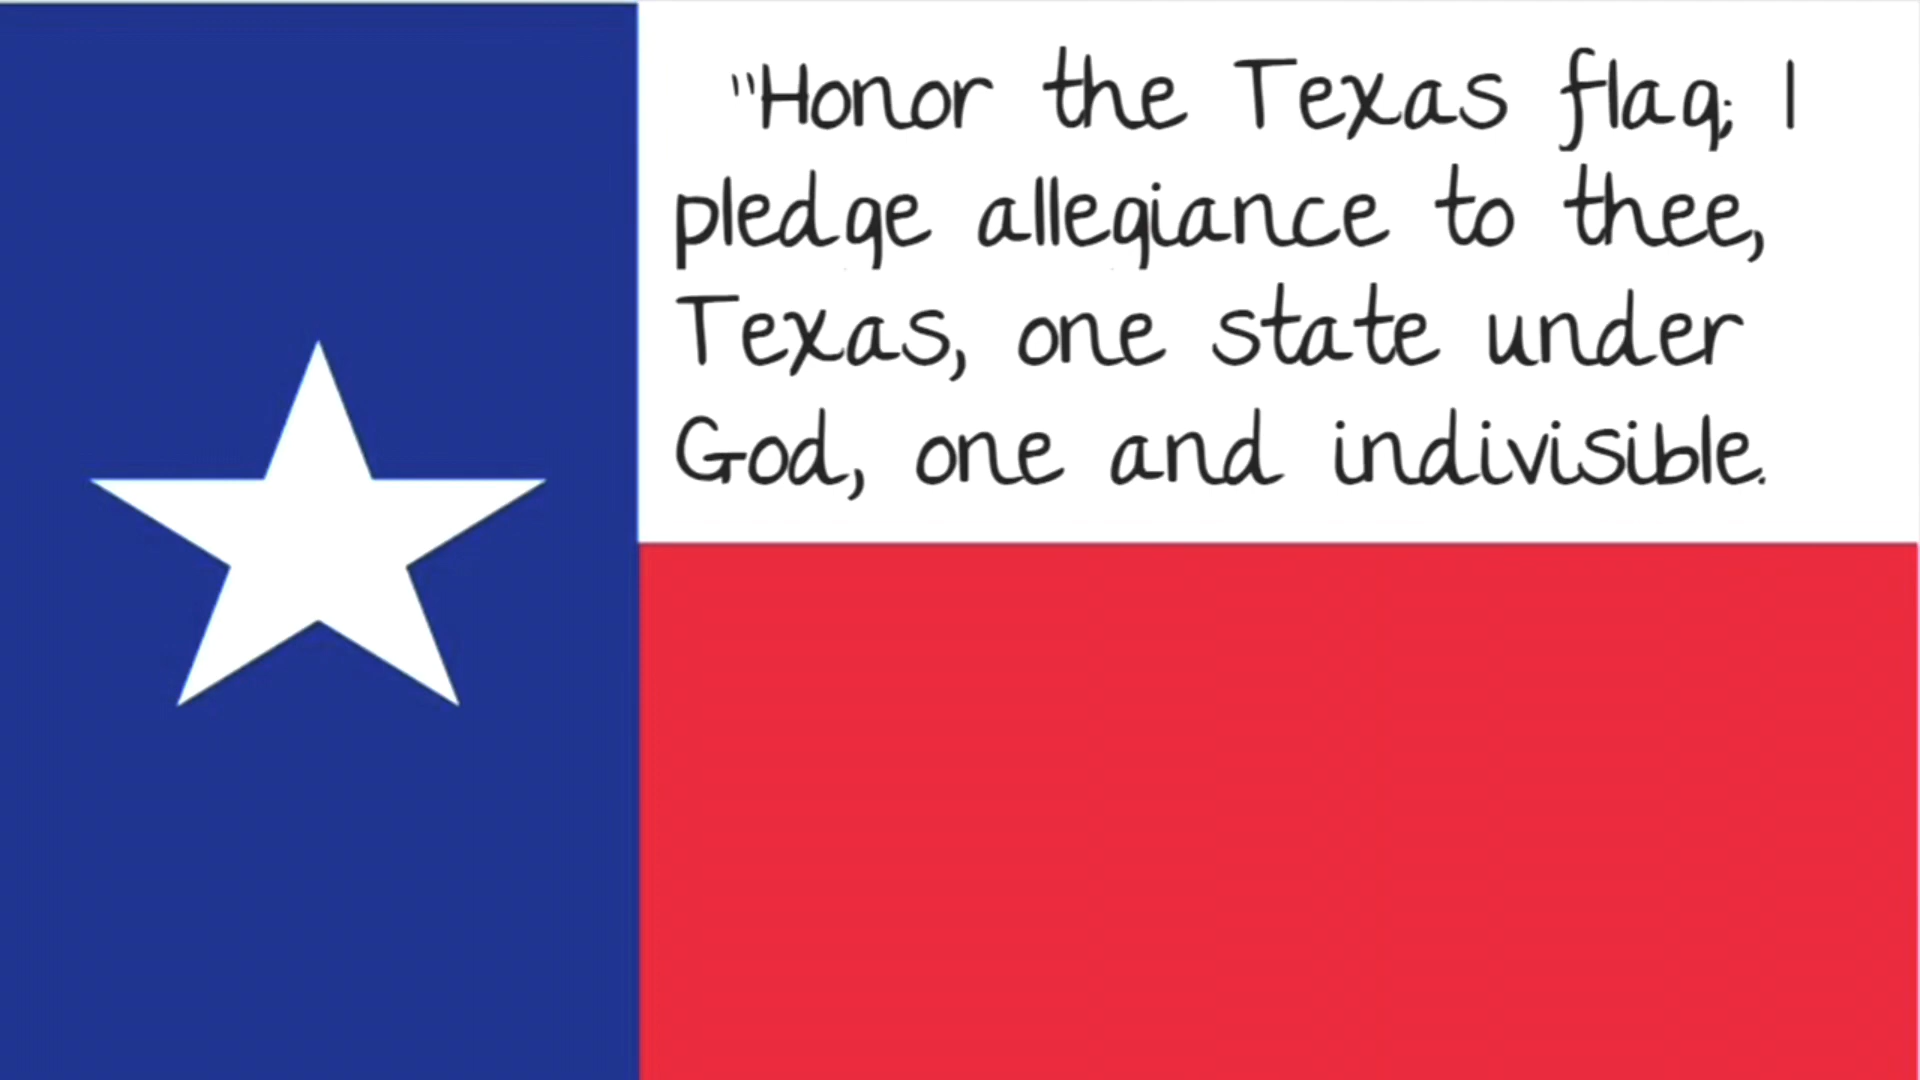 "Honor the Texas flag; I
pledge allegiance to thee,
Texas, one state under
God, one and indivisible.